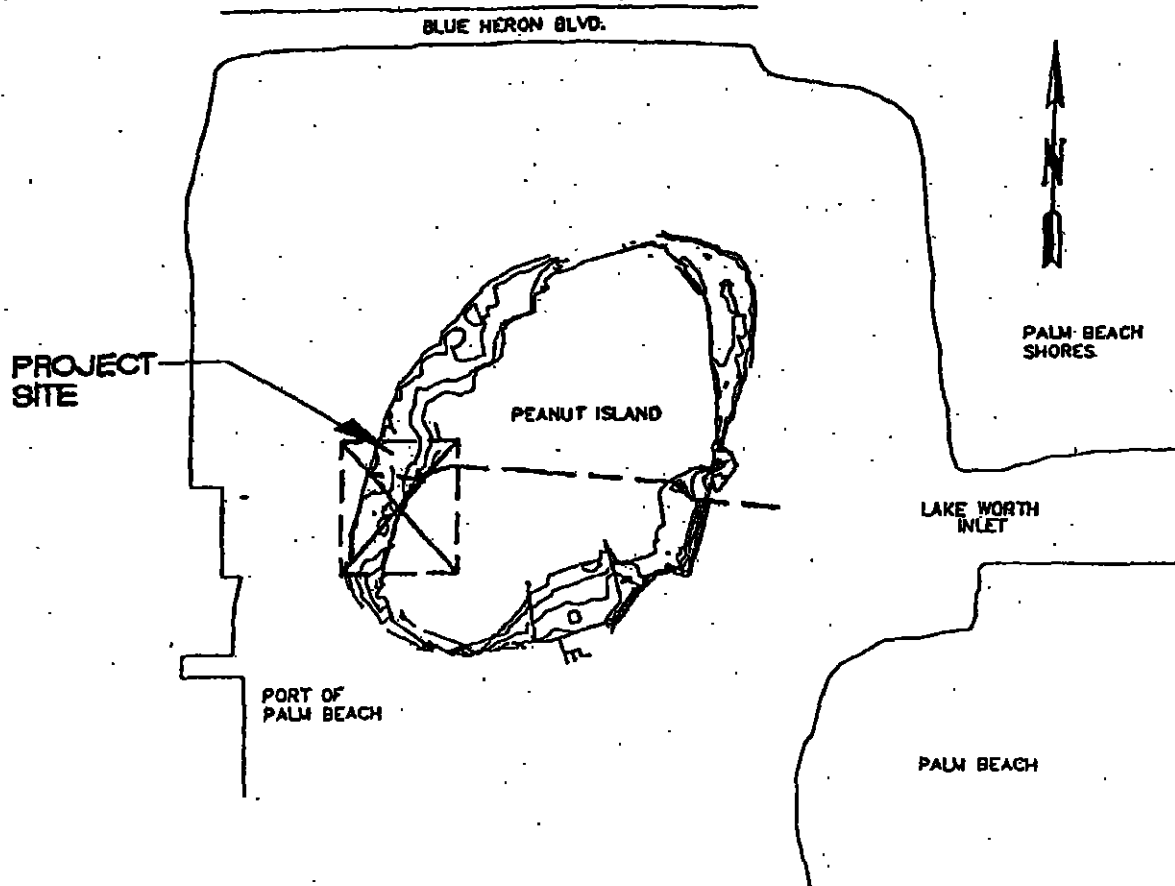 BLUE HERON BLVD.
N
PALM BEACH
SHORES
PROJECT
SITE
PEANUT ISLAND
LAKE WORTH
INLET
PORT OF
PALM BEACH
PALM BEACH